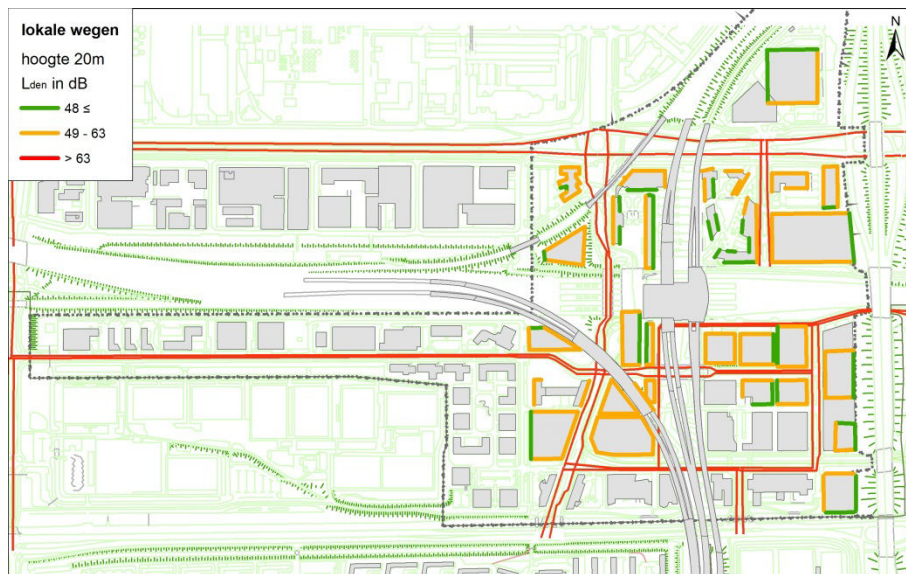 lokale wegen
hoogte 20m
Lden in dB
48 ≤
49 - 63
> 63
N